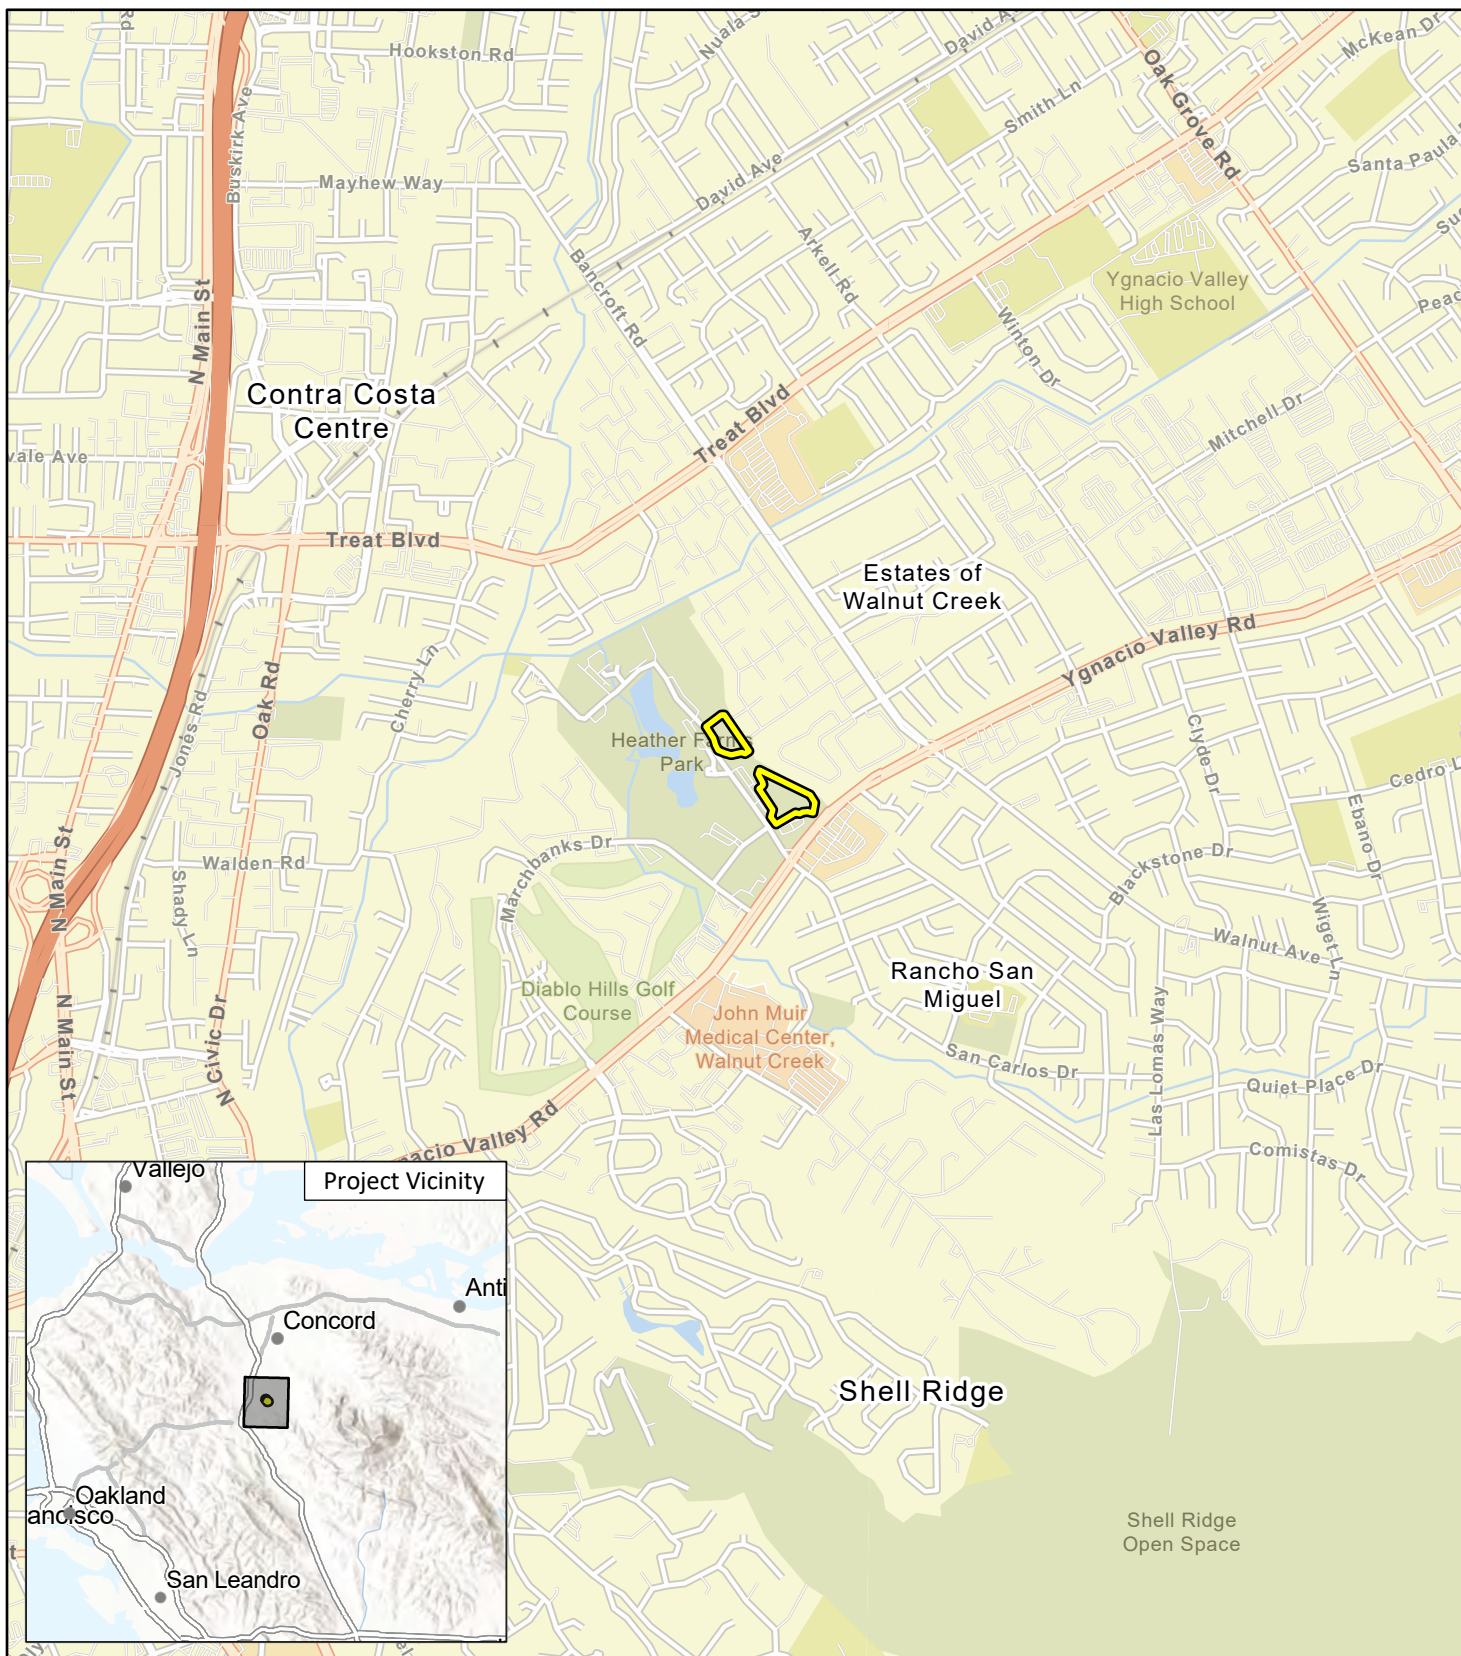 Hookston Rd
Buskirk Ave
Mayhew Way
David Ave
David Av
Smith Ln
McKean Dr
Oak Grove Rd
Santa Paula
Arkell Rd
Bancroft Rd
N Main St
Ygnacio Valley
High School
Winton Dr
Contra Costa
Centre
Treat Blvd
Mitchell Dr
vale Ave
Treat Blvd
Estates of
Walnut Creek
Ygnacio Valley Rd
Cherry Ln
Oak Rd
Jones Rd
Heather Farms
Park
Clyde Dr
Cedro L
Ebano Dr
Marchbanks Dr
Walden Rd
Shady Ln
N Main St
Blackstone Dr
Walnut Ave
Wiget Ln
Rancho San
Miguel
Diablo Hills Golf
Course
John Muir
Medical Center,
Walnut Creek
N Main St
N Civic Dr
San Carlos Dr
Las Lomas Way
Quiet Place Dr
Comistas Dr
nacio Valley Rd
Project Vicinity
Vallejo
Anti
Concord
Oakland
ancisco
San Leandro
Shell Ridge
Shell Ridge
Open Space